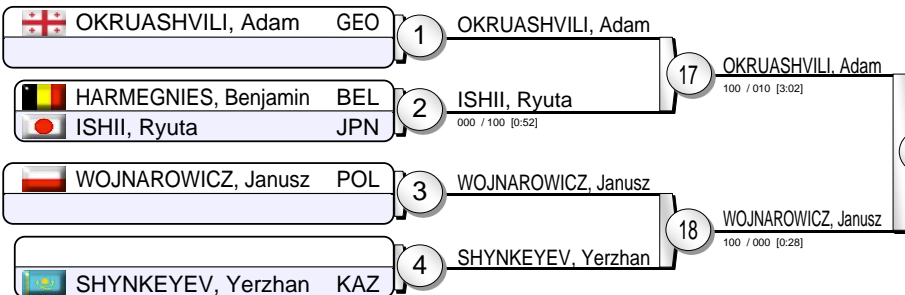 OKRUASHVILI, Adam GEO
1
OKRUASHVILI, Adam
17
OKRUASHVILI, Adam
100 / 010 [3:02]
HARMEGNIES, Benjamin BEL
ISHII, Ryuta JPN
2
ISHII, Ryuta
000 / 100 [0:52]
WOJNAROWICZ, Janusz POL
3
WOJNAROWICZ, Janusz
18
WOJNAROWICZ, Janusz
100 / 000 [0:28]
SHYNKEYEV, Yerzhan KAZ
4
SHYNKEYEV, Yerzhan